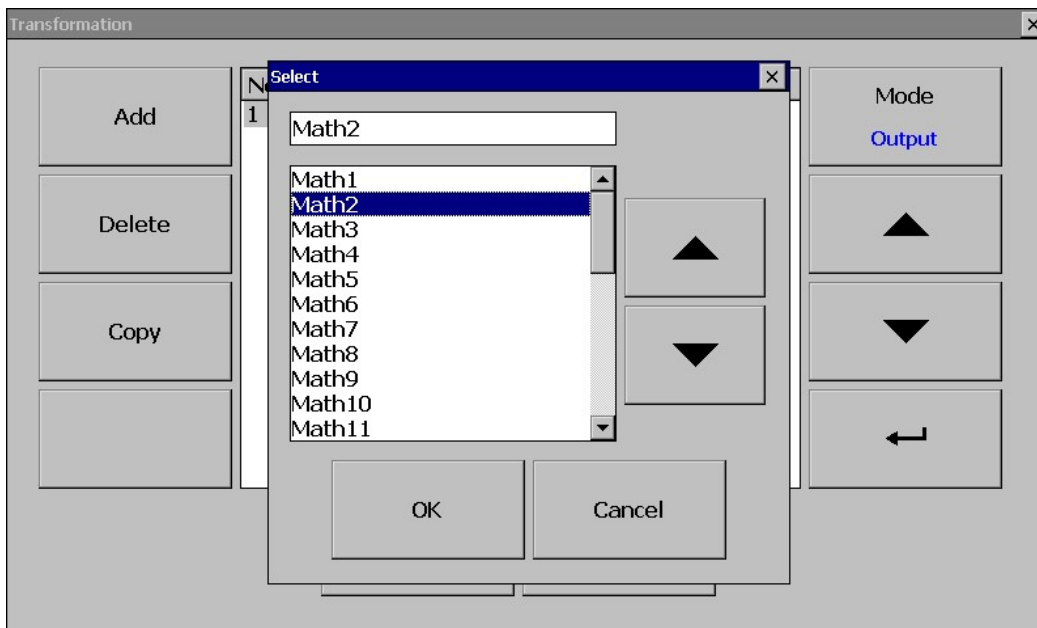 Transformation
Add
Delete
Copy
1
Select
Math2
Math1
Math2
Math3
Math4
Math5
Math6
Math7
Math8
Math9
Math10
Math11
OK
Cancel
Mode
Output